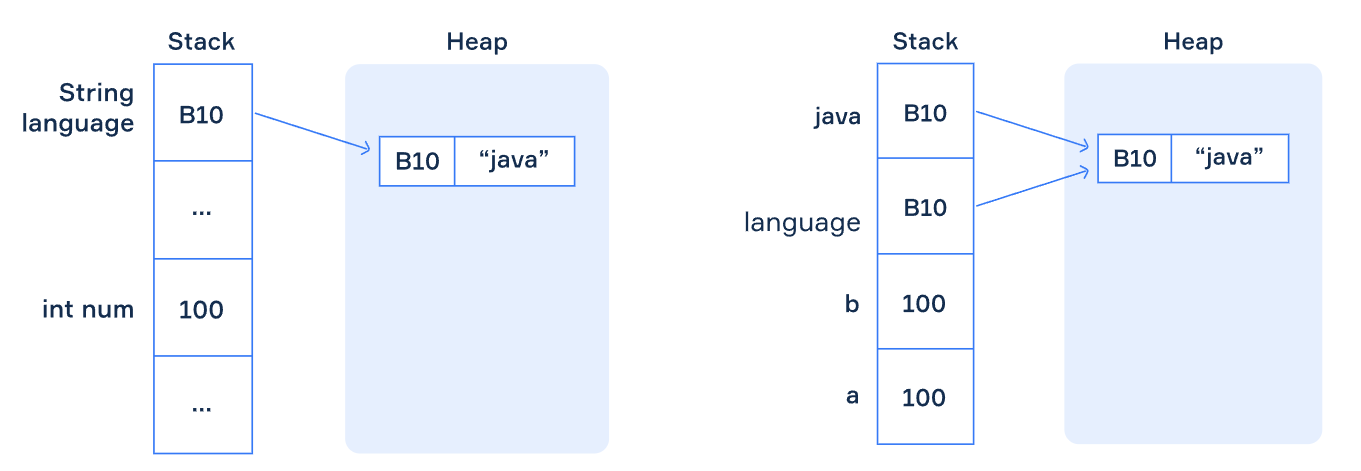 Stack
Heap
String
language
B10
B10
“java”
...
int num
100
...
Stack
Heap
java
B10
B10
“java”
language
B10
b
100
a
100